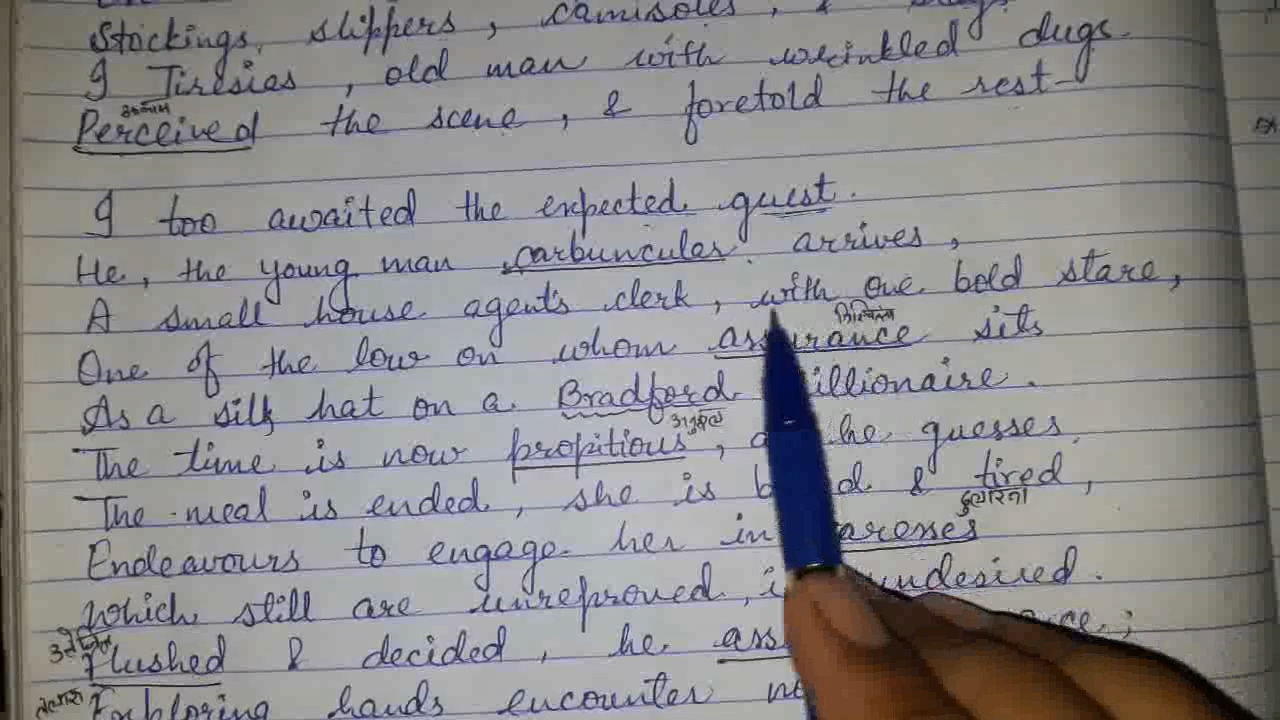 Stockings, slippers, camisoles, &
I Tiresias, old man with wrinkled dugs
Perceived the scene, & foretold the rest-
I too awaited the expected guest.
He, the young man carbuncular, arrives,
A small house agent's clerk, with one bold stare,
निश्चिन्तता
One of the low on whom assurance sits
As a silk hat on a Bradford millionaire.
अनुकूल
The time is now propitious, as he guesses,
The meal is ended, she is bored & tired,
दुलारना
Endeavours to engage her in caresses
which still are unreproved, if undesired.
Flushed & decided, he
Exploring hands encounter no